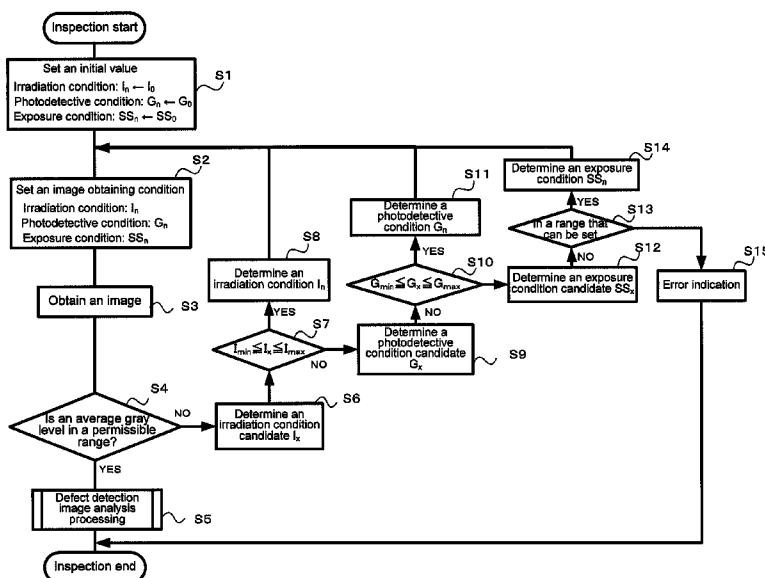 Inspection start
Set an initial value
Irradiation condition: Iₙ ← I₀
Photodetective condition: Gₙ ← G₀
Exposure condition: SSₙ ← SS₀
S1
Set an image obtaining condition
Irradiation condition: Iₙ
Photodetective condition: Gₙ
Exposure condition: SSₙ
S2
Obtain an image
S3
Is an average gray
level in a permissible
range?
S4
NO
YES
Defect detection
image analysis
processing
S5
Inspection end
Determine an
irradiation condition
candidate Iₓ
S6
Iₘᵢₙ ≦ Iₓ ≦ Iₘₐₓ
S7
YES
NO
Determine an
irradiation condition Iₙ
S8
Determine a
photodetective
condition candidate
Gₓ
S9
NO
Gₘᵢₙ ≦ Gₓ ≦ Gₘₐₓ
S10
YES
Determine a
photodetective
condition Gₙ
S11
Determine an exposure
condition candidate SSₓ
S12
NO
In a range that
can be set
S13
YES
Determine an exposure
condition SSₙ
S14
Error indication
S15